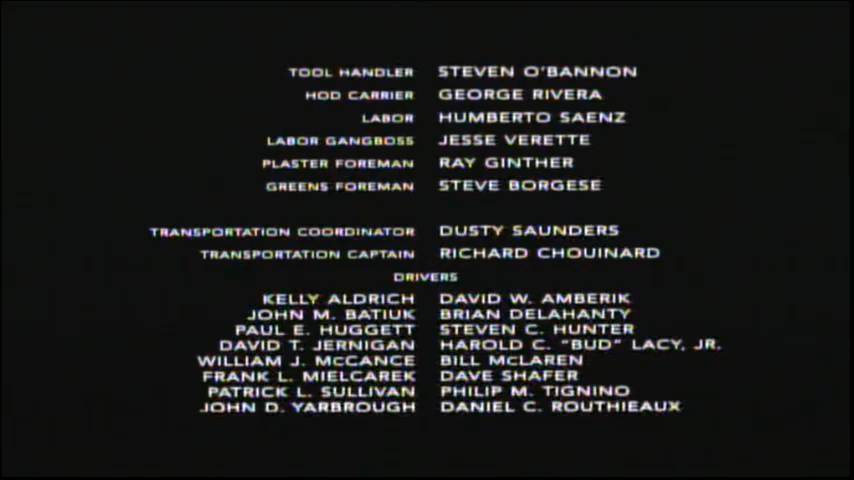 TOOL HANDLER STEVEN O'BANNON
HOD CARRIER GEORGE RIVERA
LABOR HUMBERTO SAENZ
LABOR GANGBOSS JESSE VERETTE
PLASTER FOREMAN RAY GINTHER
GREENS FOREMAN STEVE BORGESE
TRANSPORTATION COORDINATOR DUSTY SAUNDERS
TRANSPORTATION CAPTAIN RICHARD CHOUINARD
DRIVERS
KELLY ALDRICH DAVID W. AMBERIK
JOHN M. BATIUK BRIAN DELAHANTY
PAUL E. HUGGETT STEVEN C. HUNTER
DAVID T. JERNIGAN HAROLD C. "BUD" LACY, JR.
WILLIAM J. McCANCE BILL McLAREN
FRANK L. MIELCAREK DAVE SHAFER
PATRICK L. SULLIVAN PHILIP M. TIGNINO
JOHN D. YARBROUGH DANIEL C. ROUTHIEAUX